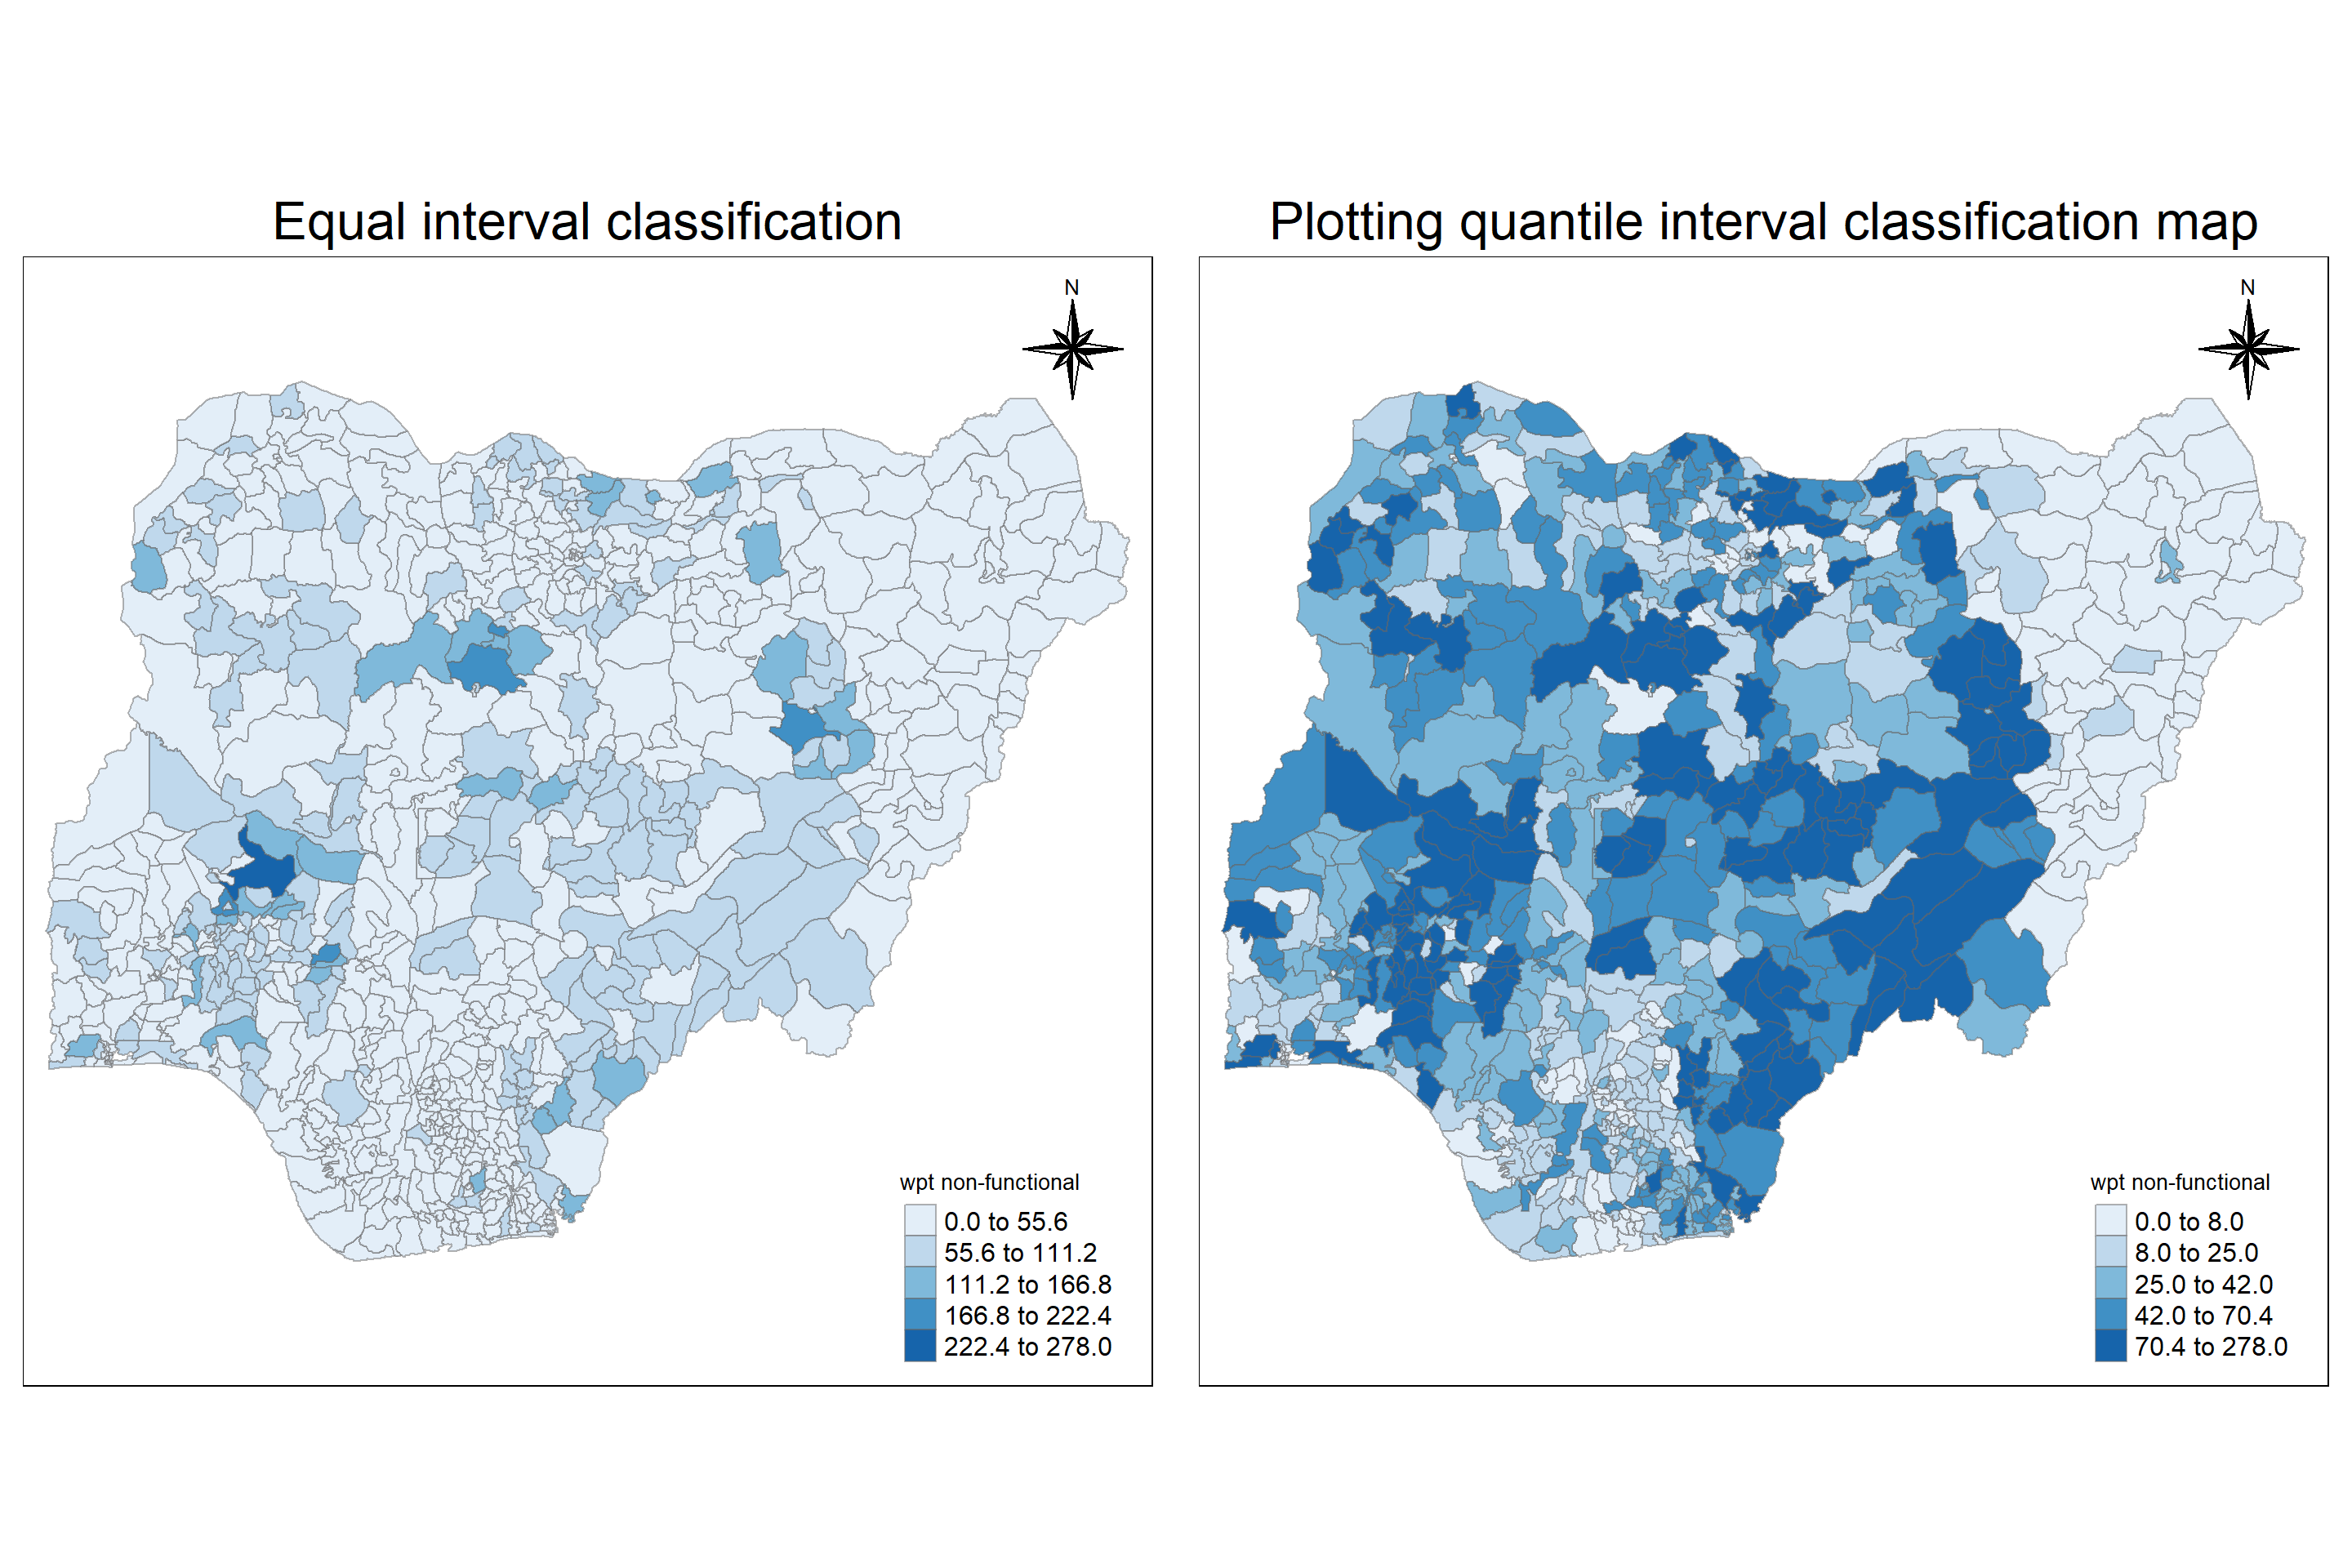 Equal interval classification
N
wpt non-functional
0.0 to 55.6
55.6 to 111.2
111.2 to 166.8
166.8 to 222.4
222.4 to 278.0
Plotting quantile interval classification map
N
wpt non-functional
0.0 to 8.0
8.0 to 25.0
25.0 to 42.0
42.0 to 70.4
70.4 to 278.0